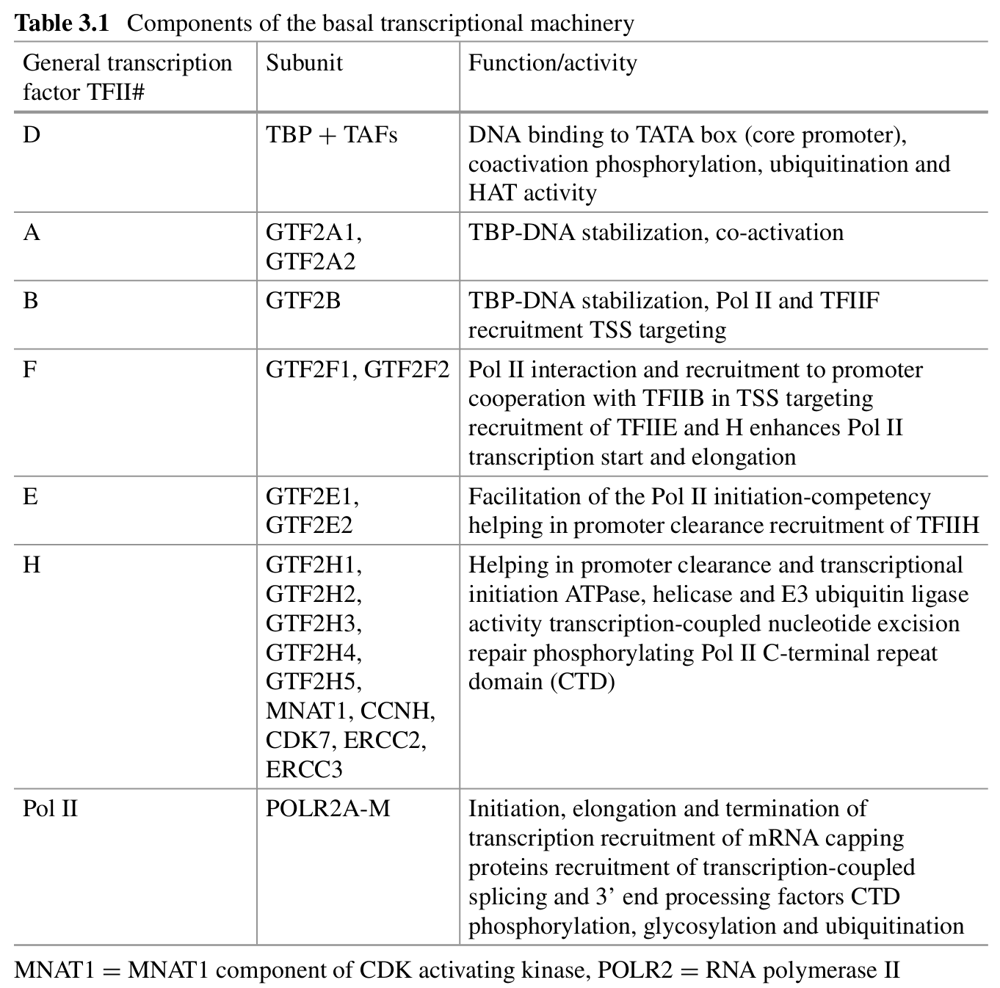 Table 3.1 Components of the basal transcriptional machinery
General transcription factor TFII# Subunit Function/activity
D TBP + TAFs DNA binding to TATA box (core promoter),
coactivation phosphorylation, ubiquitination and
HAT activity
A GTF2A1, TBP-DNA stabilization, co-activation
GTF2A2
B GTF2B TBP-DNA stabilization, Pol II and TFIIF
recruitment TSS targeting
F GTF2F1, GTF2F2 Pol II interaction and recruitment to promoter
cooperation with TFIIB in TSS targeting
recruitment of TFIIE and H enhances Pol II
transcription start and elongation
E GTF2E1, Facilitation of the Pol II initiation-competency
GTF2E2 helping in promoter clearance recruitment of TFIIH
H GTF2H1, Helping in promoter clearance and transcriptional
GTF2H2, initiation ATPase, helicase and E3 ubiquitin ligase
GTF2H3, activity transcription-coupled nucleotide excision
GTF2H4, repair phosphorylating Pol II C-terminal repeat
GTF2H5, domain (CTD)
MNAT1, CCNH,
CDK7, ERCC2,
ERCC3
Pol II POLR2A-M Initiation, elongation and termination of
transcription recruitment of mRNA capping
proteins recruitment of transcription-coupled
splicing and 3’ end processing factors CTD
phosphorylation, glycosylation and ubiquitination
MNAT1 = MNAT1 component of CDK activating kinase, POLR2 = RNA polymerase II